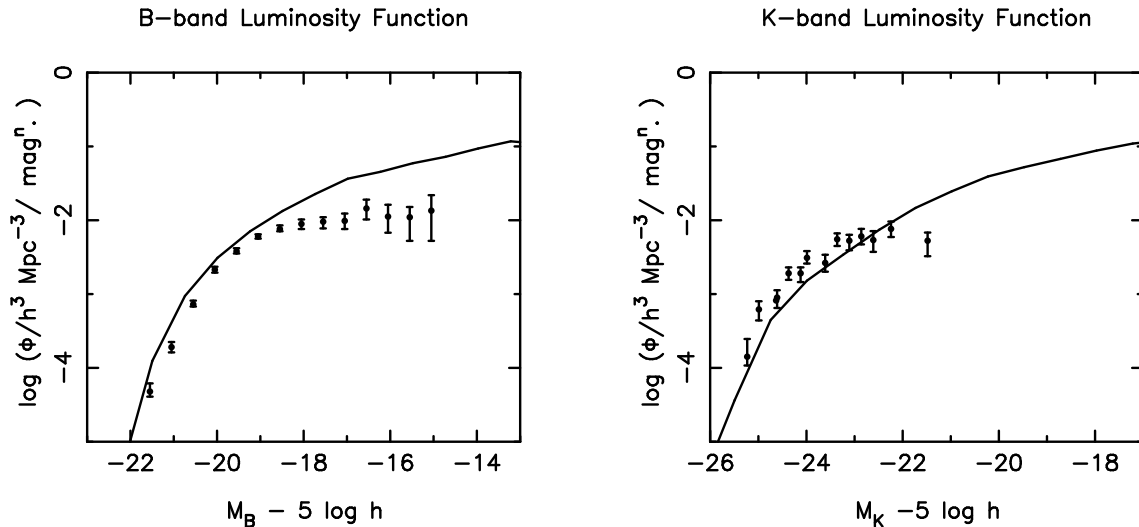 B-band Luminosity Function
log (ϕ/h³ Mpc⁻³/ magⁿ. )
0
−2
−4
−22 −20 −18 −16 −14
M_B − 5 log h
K-band Luminosity Function
log (ϕ/h³ Mpc⁻³/ magⁿ. )
0
−2
−4
−26 −24 −22 −20 −18
M_K −5 log h